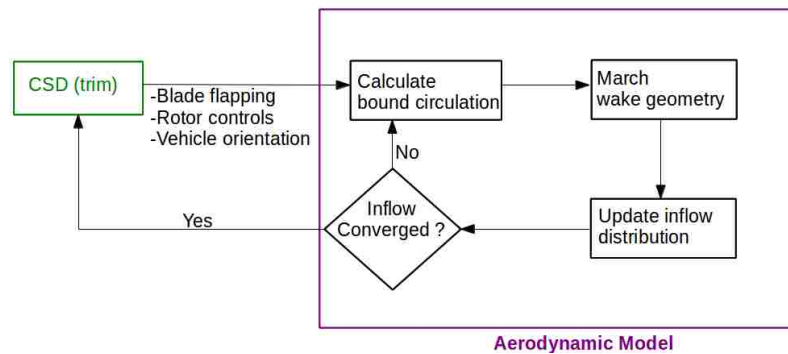 CSD (trim)
-Blade flapping
-Rotor controls
-Vehicle orientation
Calculate
bound circulation
March
wake geometry
Update inflow
distribution
Inflow
Converged ?
No
Yes
Aerodynamic Model